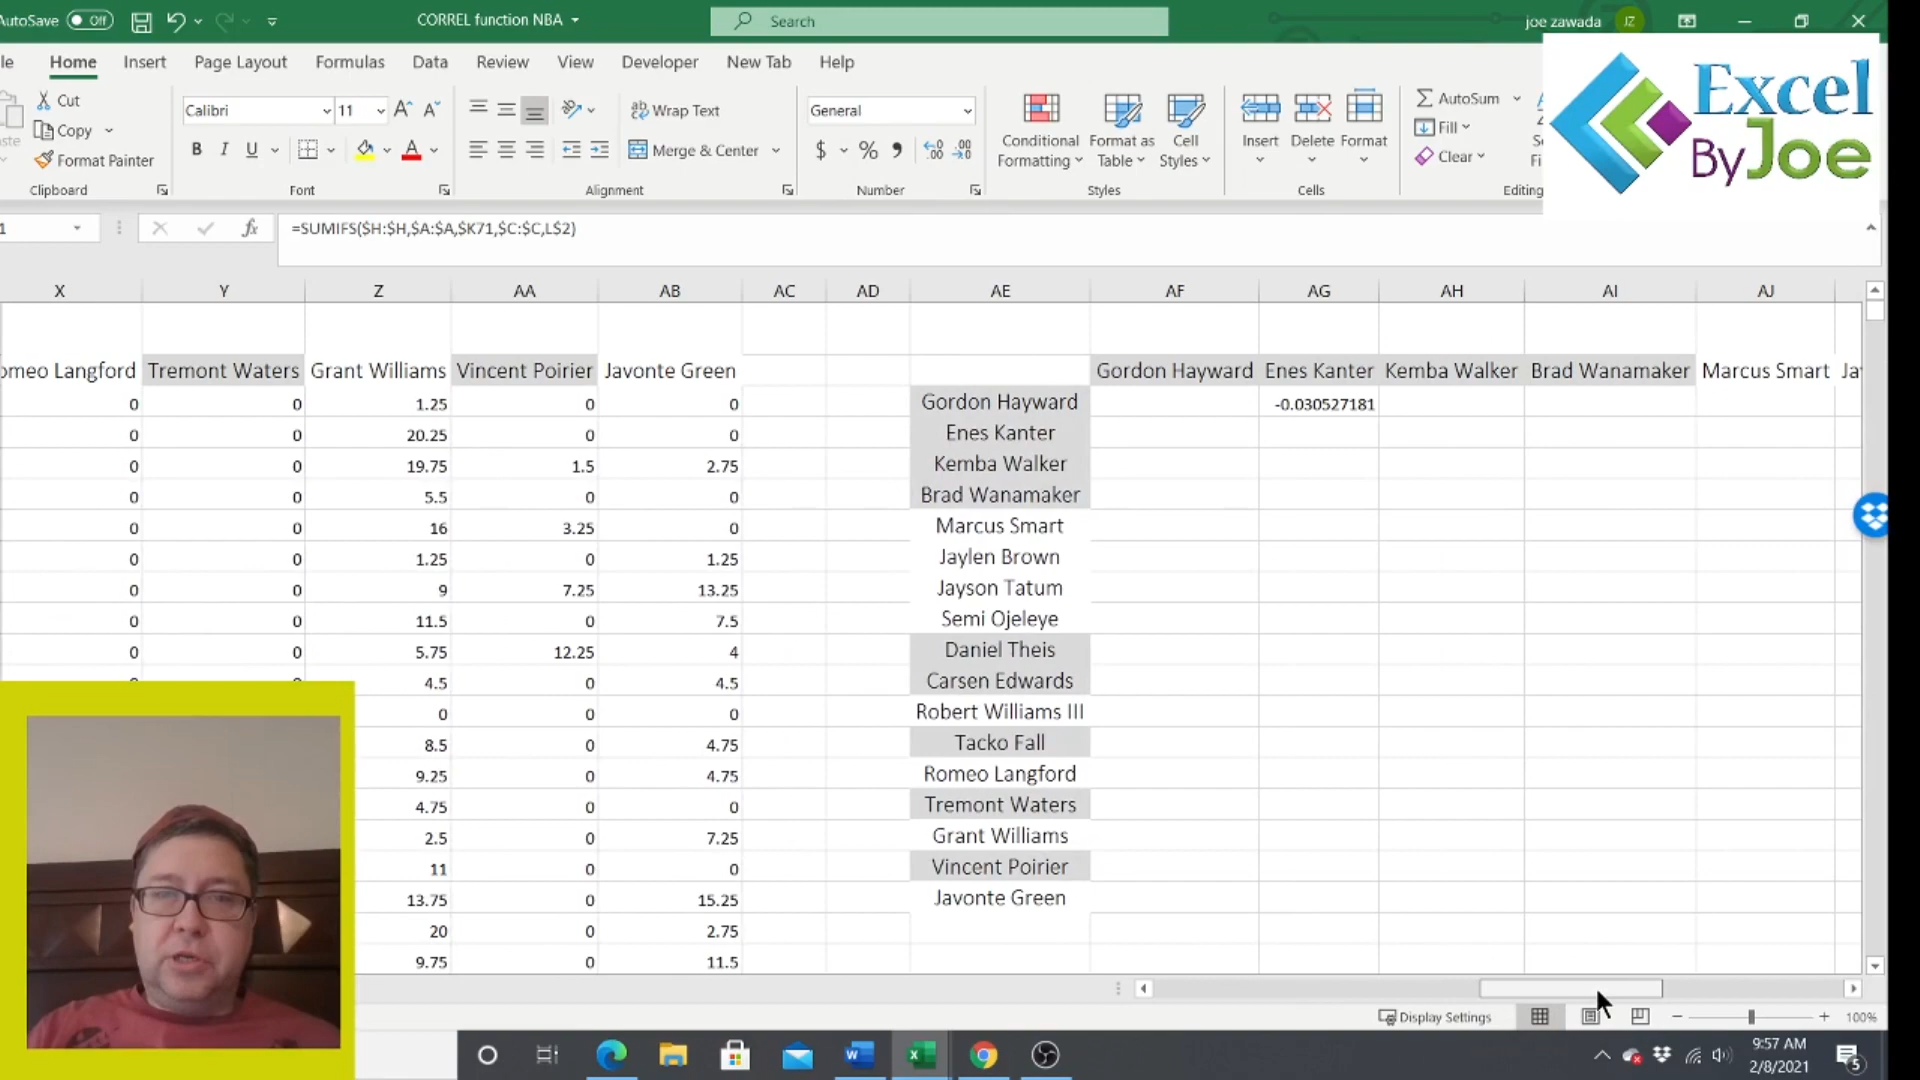 AutoSave Off CORREL function NBA Search joe zawada JZ
Home Insert Page Layout Formulas Data Review View Developer New Tab Help
Cut
Copy
Format Painter
Clipboard
Calibri 11
B I U
Font
Wrap Text
Merge & Center
Alignment
General
$ % ,
Number
Conditional Formatting
Format as Table
Cell Styles
Styles
Insert Delete Format
Cells
AutoSum
Fill
Clear
Editing
Excel
ByJoe
fx =SUMIFS($H:$H,$A:$A,$K71,$C:$C,L$2)
X Y Z AA AB AC AD AE AF AG AH AI AJ
omeo Langford Tremont Waters Grant Williams Vincent Poirier Javonte Green Gordon Hayward Enes Kanter Kemba Walker Brad Wanamaker Marcus Smart Ja
0 0 1.25 0 0 Gordon Hayward -0.030527181
0 0 20.25 0 0 Enes Kanter
0 0 19.75 1.5 2.75 Kemba Walker
0 0 5.5 0 0 Brad Wanamaker
0 0 16 3.25 0 Marcus Smart
0 0 1.25 0 1.25 Jaylen Brown
0 0 9 7.25 13.25 Jayson Tatum
0 0 11.5 0 7.5 Semi Ojeleye
0 0 5.75 12.25 4 Daniel Theis
4.5 0 4.5 Carsen Edwards
0 0 0 Robert Williams III
8.5 0 4.75 Tacko Fall
9.25 0 4.75 Romeo Langford
4.75 0 0 Tremont Waters
2.5 0 7.25 Grant Williams
11 0 0 Vincent Poirier
13.75 0 15.25 Javonte Green
20 0 2.75
9.75 0 11.5
Display Settings 100%
9:57 AM
2/8/2021
5